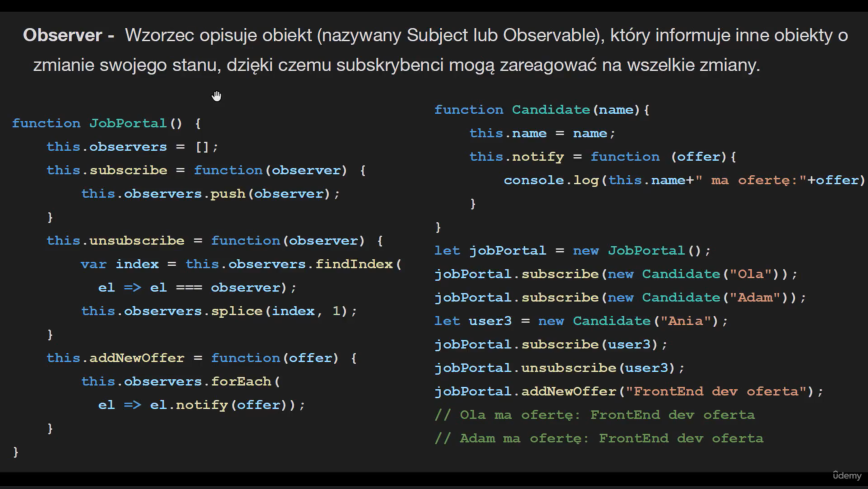 Observer -  Wzorzec opisuje obiekt (nazywany Subject lub Observable), który informuje inne obiekty o
zmianie swojego stanu, dzięki czemu subskrybenci mogą zareagować na wszelkie zmiany.
function JobPortal() {
    this.observers = [];
    this.subscribe = function(observer) {
        this.observers.push(observer);
    }
    this.unsubscribe = function(observer) {
        var index = this.observers.findIndex(
          el => el === observer);
        this.observers.splice(index, 1);
    }
    this.addNewOffer = function(offer) {
        this.observers.forEach(
          el => el.notify(offer));
    }
}
function Candidate(name){
    this.name = name;
    this.notify = function (offer){
        console.log(this.name+" ma ofertę:"+offer)
    }
}
let jobPortal = new JobPortal();
jobPortal.subscribe(new Candidate("Ola"));
jobPortal.subscribe(new Candidate("Adam"));
let user3 = new Candidate("Ania");
jobPortal.subscribe(user3);
jobPortal.unsubscribe(user3);
jobPortal.addNewOffer("FrontEnd dev oferta");
// Ola ma ofertę: FrontEnd dev oferta
// Adam ma ofertę: FrontEnd dev oferta
ûdemy